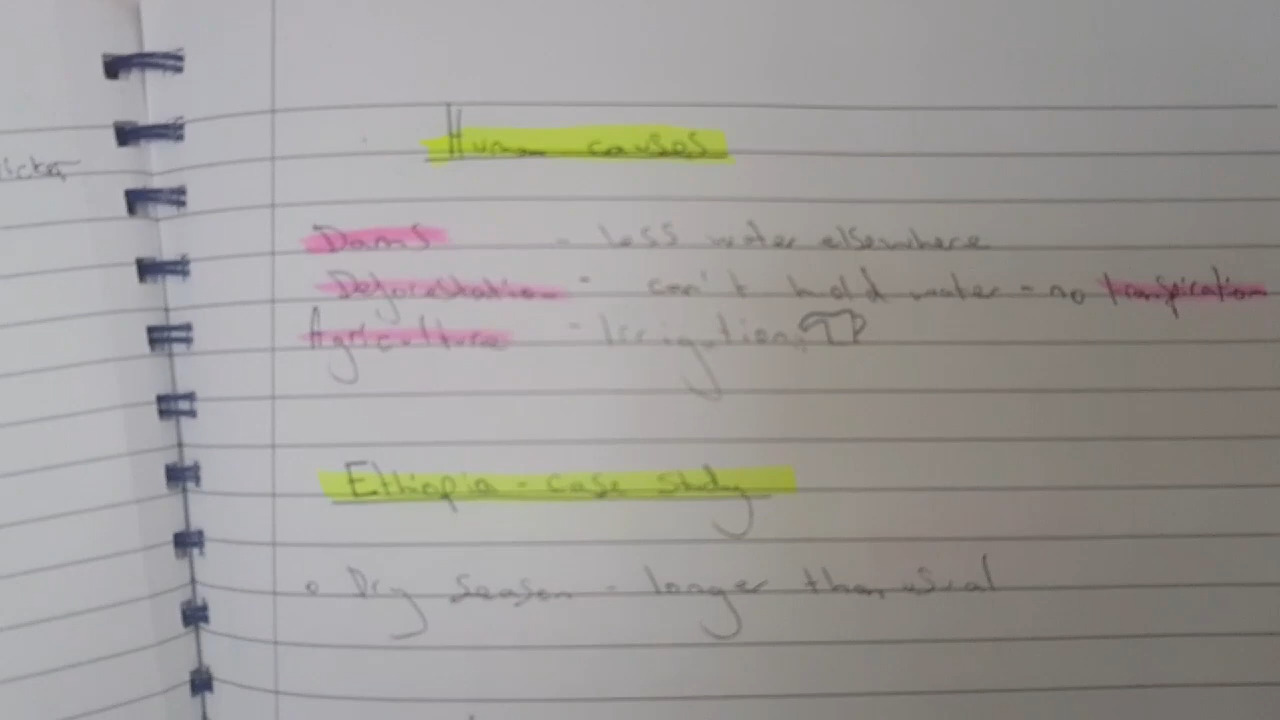 Human causes
Dams - less water elsewhere
Deforestation - can't hold water - no transpiration
Agriculture - Irrigation
Ethiopia - case study
Dry season - longer than usual